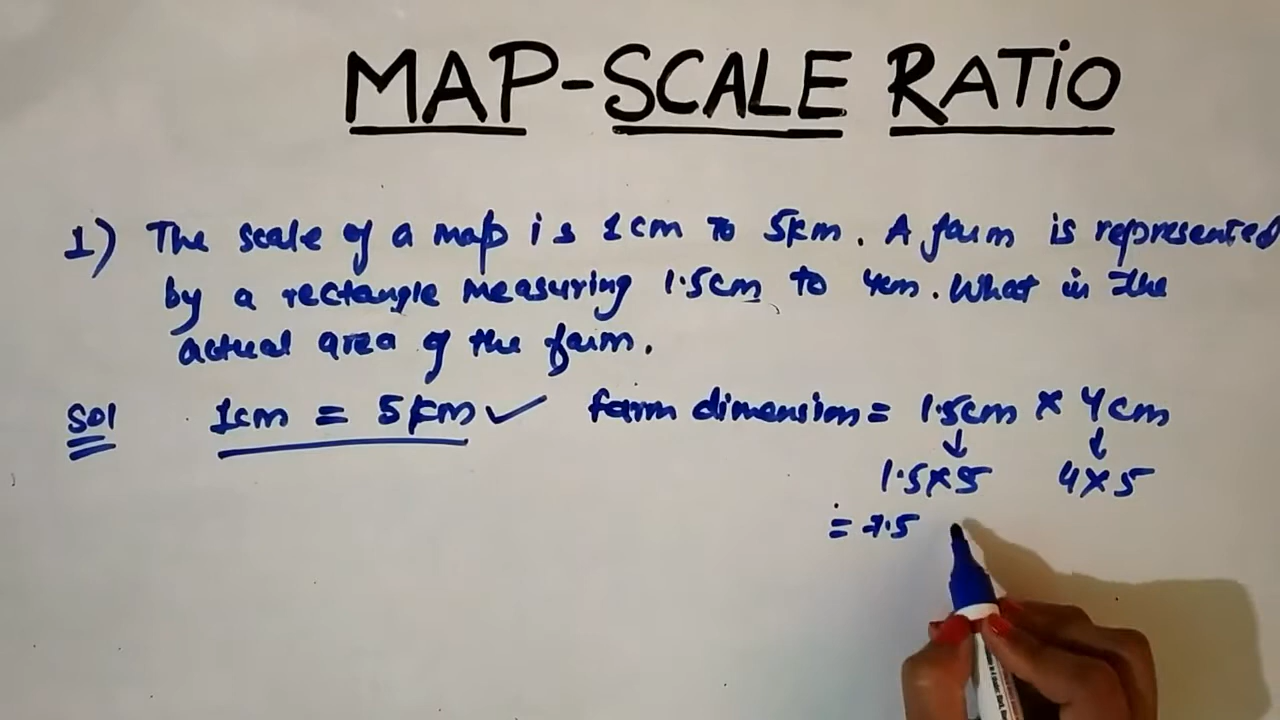 MAP-SCALE RATIO
1) The scale of a map is 1cm to 5km. A farm is represented
by a rectangle measuring 1.5cm to 4cm. What is the
actual area of the farm.
Sol 1cm = 5km ✓ farm dimension = 1.5cm × 4cm
↓ ↓
1.5×5 4×5
= 7.5